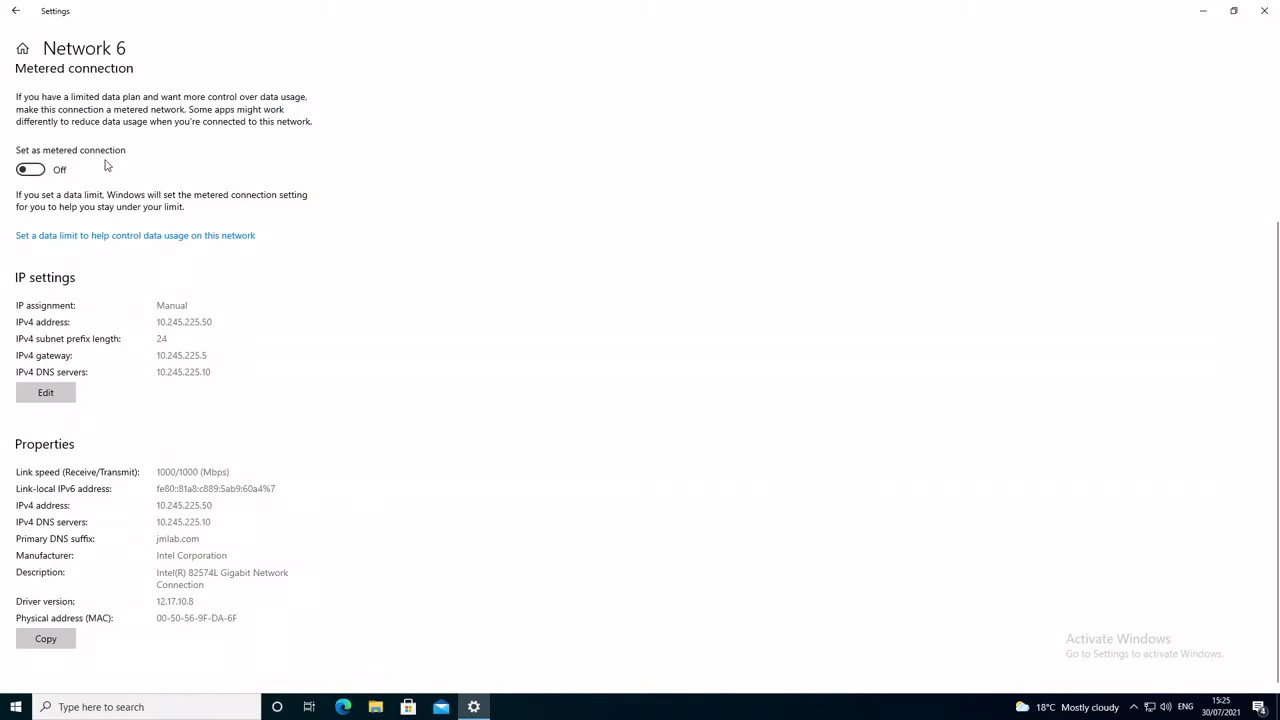 Settings
Network 6
Metered connection
If you have a limited data plan and want more control over data usage,
make this connection a metered network. Some apps might work
differently to reduce data usage when you're connected to this network.
Set as metered connection
Off
If you set a data limit, Windows will set the metered connection setting
for you to help you stay under your limit.
Set a data limit to help control data usage on this network
IP settings
IP assignment: Manual
IPv4 address: 10.245.225.50
IPv4 subnet prefix length: 24
IPv4 gateway: 10.245.225.5
IPv4 DNS servers: 10.245.225.10
Edit
Properties
Link speed (Receive/Transmit): 1000/1000 (Mbps)
Link-local IPv6 address: fe80::81a8:c889:5ab9:60a4%7
IPv4 address: 10.245.225.50
IPv4 DNS servers: 10.245.225.10
Primary DNS suffix: jmlab.com
Manufacturer: Intel Corporation
Description: Intel(R) 82574L Gigabit Network
Connection
Driver version: 12.17.10.8
Physical address (MAC): 00-50-56-9F-DA-6F
Copy
Activate Windows
Go to Settings to activate Windows.
Type here to search
18°C Mostly cloudy
ENG
15:25
30/07/2021
4